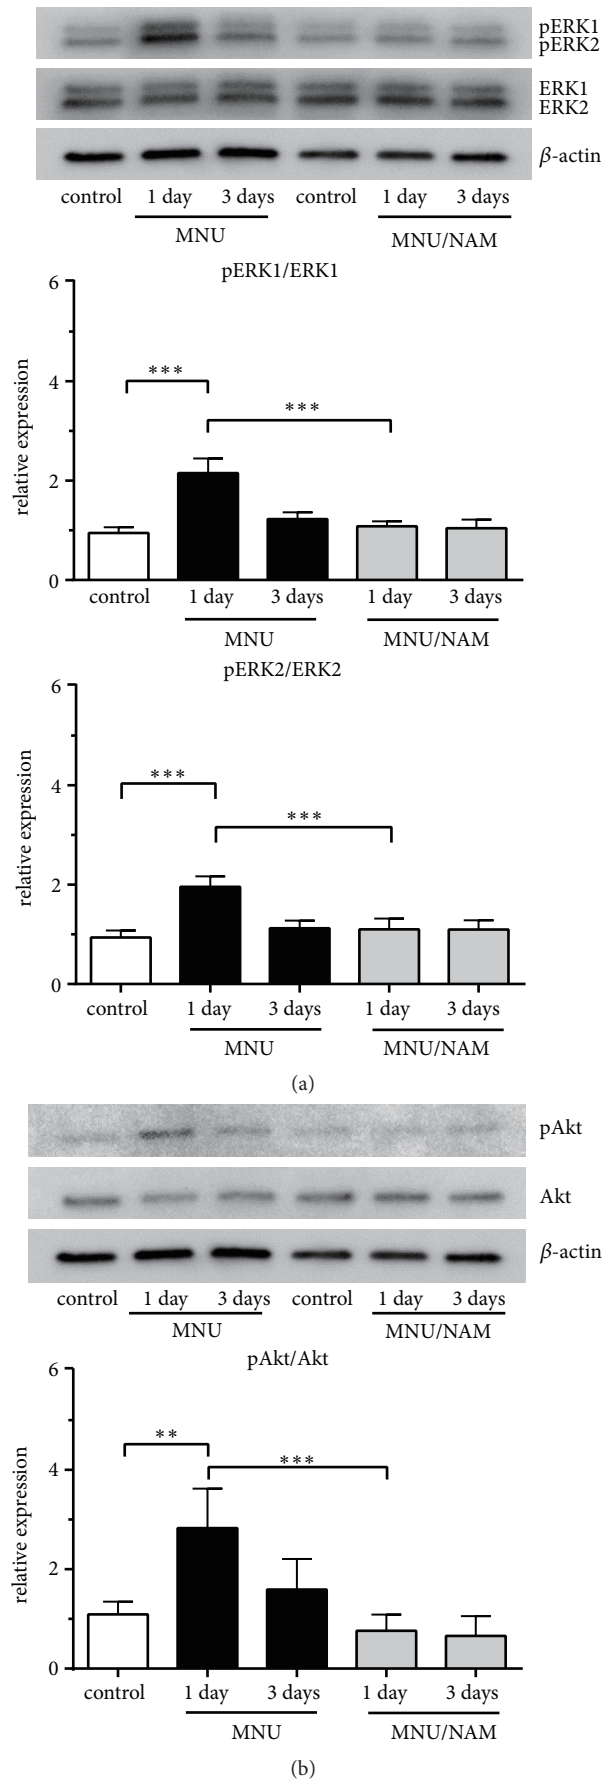 pERK1
pERK2
ERK1
ERK2
β-actin
control 1 day 3 days control 1 day 3 days
MNU MNU/NAM
pERK1/ERK1
6
4
2
0
relative expression
***
***
control 1 day 3 days 1 day 3 days
MNU MNU/NAM
pERK2/ERK2
6
4
2
0
relative expression
***
***
control 1 day 3 days 1 day 3 days
MNU MNU/NAM
(a)
pAkt
Akt
β-actin
control 1 day 3 days control 1 day 3 days
MNU MNU/NAM
pAkt/Akt
6
4
2
0
relative expression
**
***
control 1 day 3 days 1 day 3 days
MNU MNU/NAM
(b)